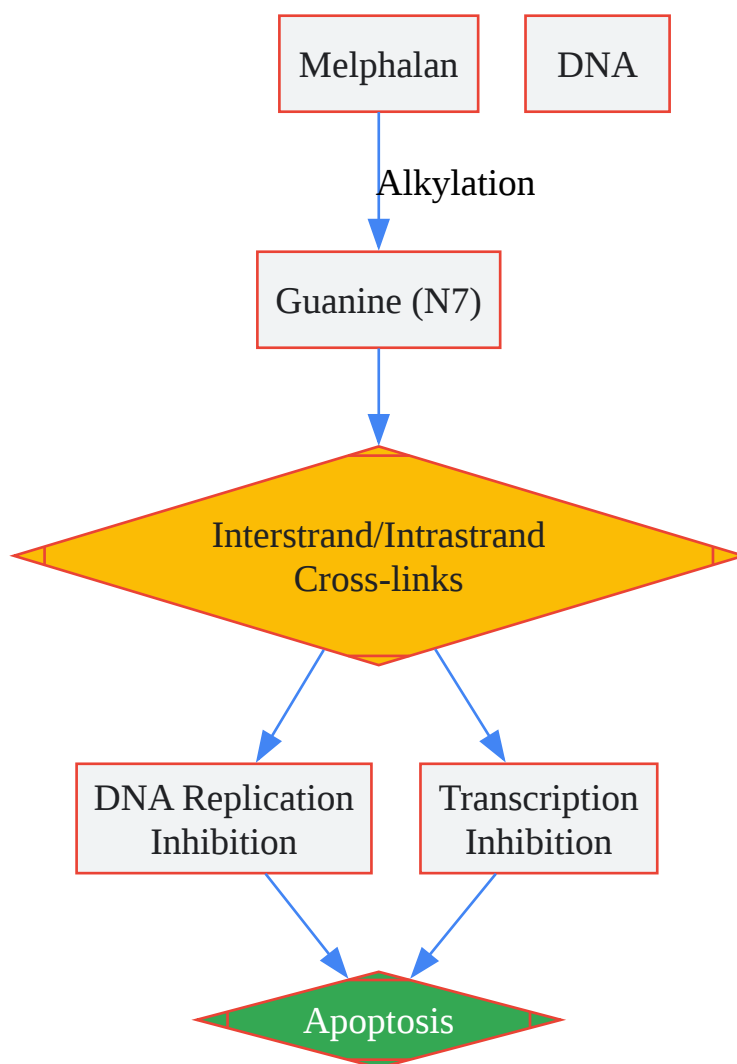 Melphalan
DNA
Alkylation
Guanine (N7)
Interstrand/Intrastrand
Cross-links
DNA Replication
Inhibition
Transcription
Inhibition
Apoptosis